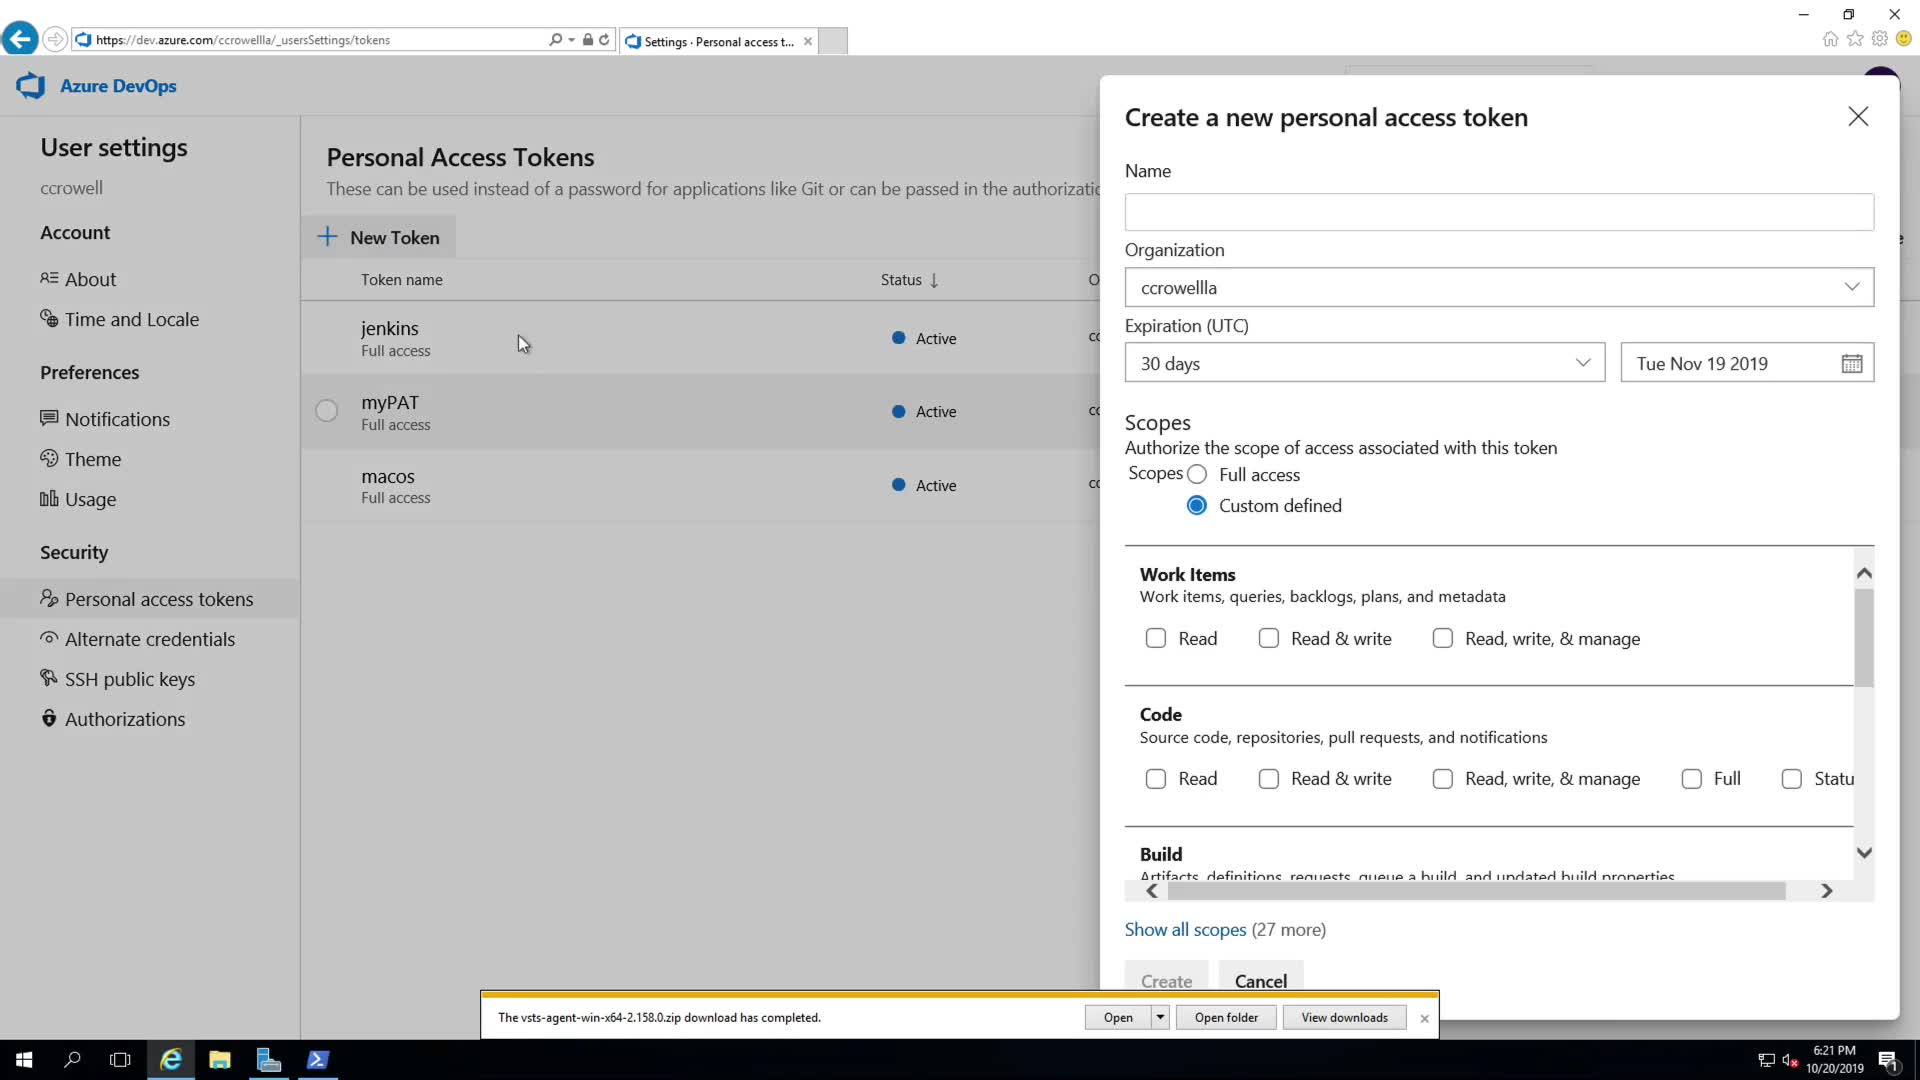 https://dev.azure.com/ccrowellla/_usersSettings/tokens
Settings - Personal access t...
Azure DevOps
User settings
ccrowell
Account
About
Time and Locale
Preferences
Notifications
Theme
Usage
Security
Personal access tokens
Alternate credentials
SSH public keys
Authorizations
Personal Access Tokens
These can be used instead of a password for applications like Git or can be passed in the authorizatic
New Token
Token name
Status
jenkins
Full access
Active
myPAT
Full access
Active
macos
Full access
Active
Create a new personal access token
Name
Organization
ccrowellla
Expiration (UTC)
30 days
Tue Nov 19 2019
Scopes
Authorize the scope of access associated with this token
Scopes Full access
Custom defined
Work Items
Work items, queries, backlogs, plans, and metadata
Read Read & write Read, write, & manage
Code
Source code, repositories, pull requests, and notifications
Read Read & write Read, write, & manage Full Statu
Build
Artifacts, definitions, requests, queue a build, and updated build properties
Show all scopes (27 more)
Create Cancel
The vsts-agent-win-x64-2.158.0.zip download has completed.
Open Open folder View downloads
6:21 PM
10/20/2019
1